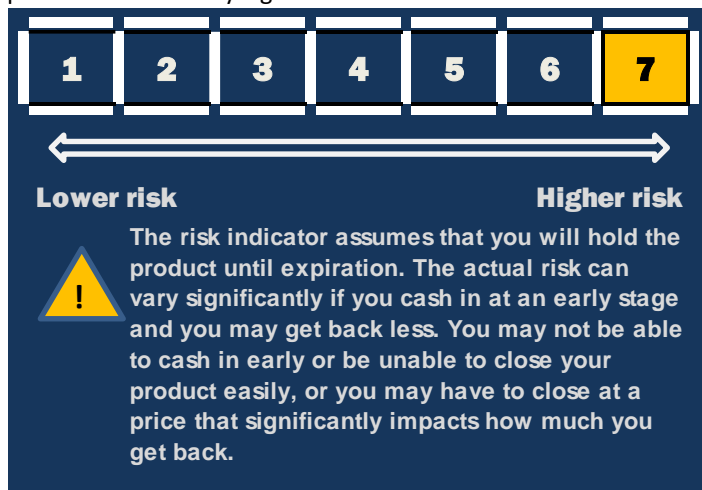 1 2 3 4 5 6 7
Lower risk Higher risk
The risk indicator assumes that you will hold the
product until expiration. The actual risk can
! vary significantly if you cash in at an early stage
and you may get back less. You may not be able
to cash in early or be unable to close your
product easily, or you may have to close at a
price that significantly impacts how much you
get back.